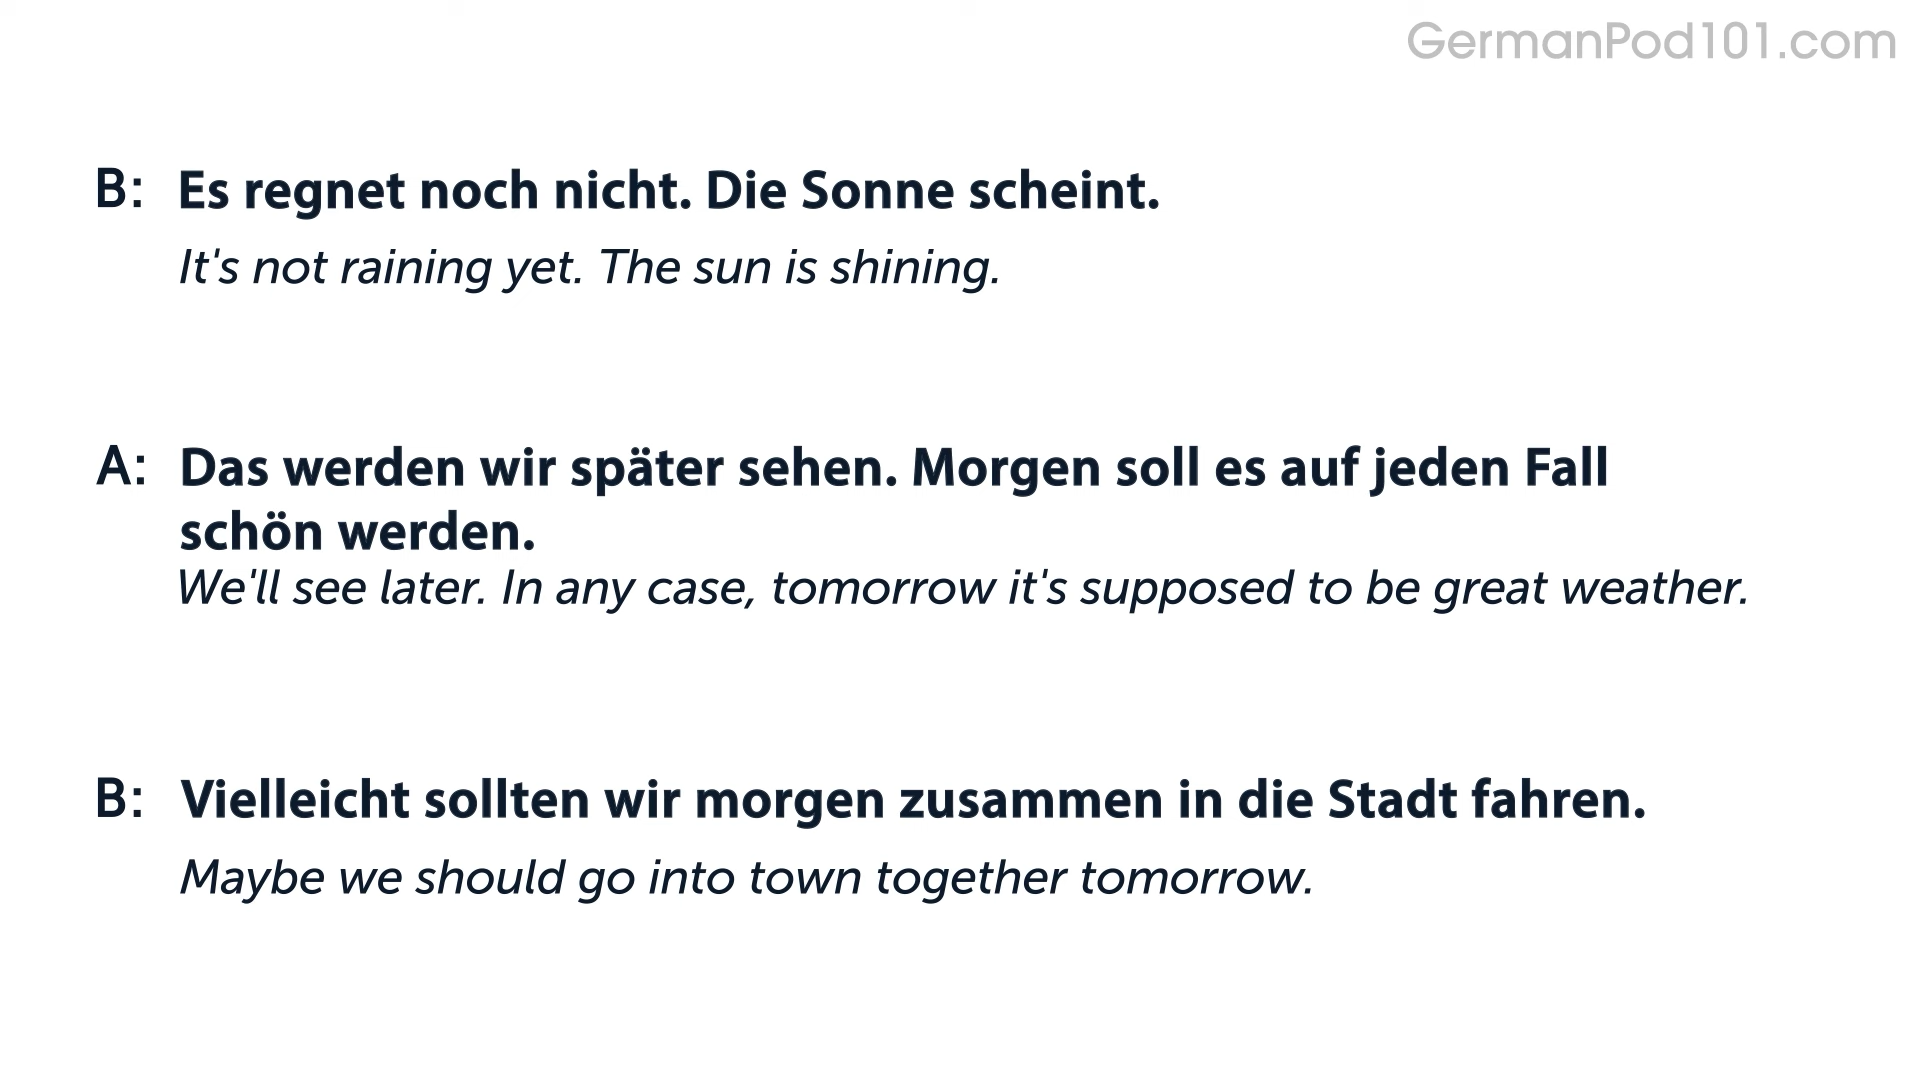 GermanPod101.com
B: Es regnet noch nicht. Die Sonne scheint.
It's not raining yet. The sun is shining.
A: Das werden wir später sehen. Morgen soll es auf jeden Fall
schön werden.
We'll see later. In any case, tomorrow it's supposed to be great weather.
B: Vielleicht sollten wir morgen zusammen in die Stadt fahren.
Maybe we should go into town together tomorrow.